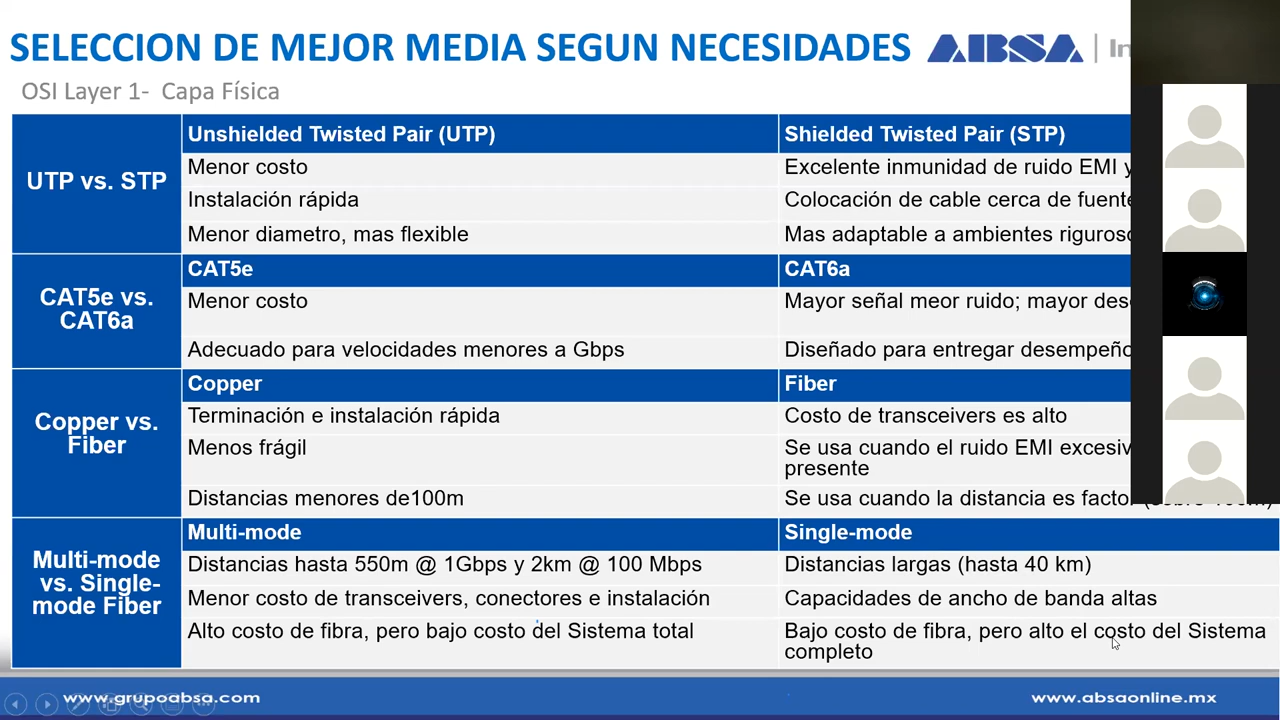 SELECCION DE MEJOR MEDIA SEGUN NECESIDADES
ABSA
OSI Layer 1- Capa Física
UTP vs. STP
Unshielded Twisted Pair (UTP)
Shielded Twisted Pair (STP)
Menor costo
Excelente inmunidad de ruido EMI y
Instalación rápida
Colocación de cable cerca de
Menor diametro, mas flexible
Mas adaptable a ambientes
CAT5e vs.
CAT6a
CAT5e
CAT6a
Menor costo
Mayor señal meor ruido; mayor
Adecuado para velocidades menores a Gbps
Diseñado para entregar desempeño
Copper vs.
Fiber
Copper
Fiber
Terminación e instalación rápida
Costo de transceivers es alto
Menos frágil
Se usa cuando el ruido EMI
presente
Distancias menores de100m
Se usa cuando la distancia es factor
Multi-mode
vs. Single-
mode Fiber
Multi-mode
Single-mode
Distancias hasta 550m @ 1Gbps y 2km @ 100 Mbps
Distancias largas (hasta 40 km)
Menor costo de transceivers, conectores e instalación
Capacidades de ancho de banda altas
Alto costo de fibra, pero bajo costo del Sistema total
Bajo costo de fibra, pero alto el costo del Sistema
completo
www.grupoabsa.com
www.absaonline.mx